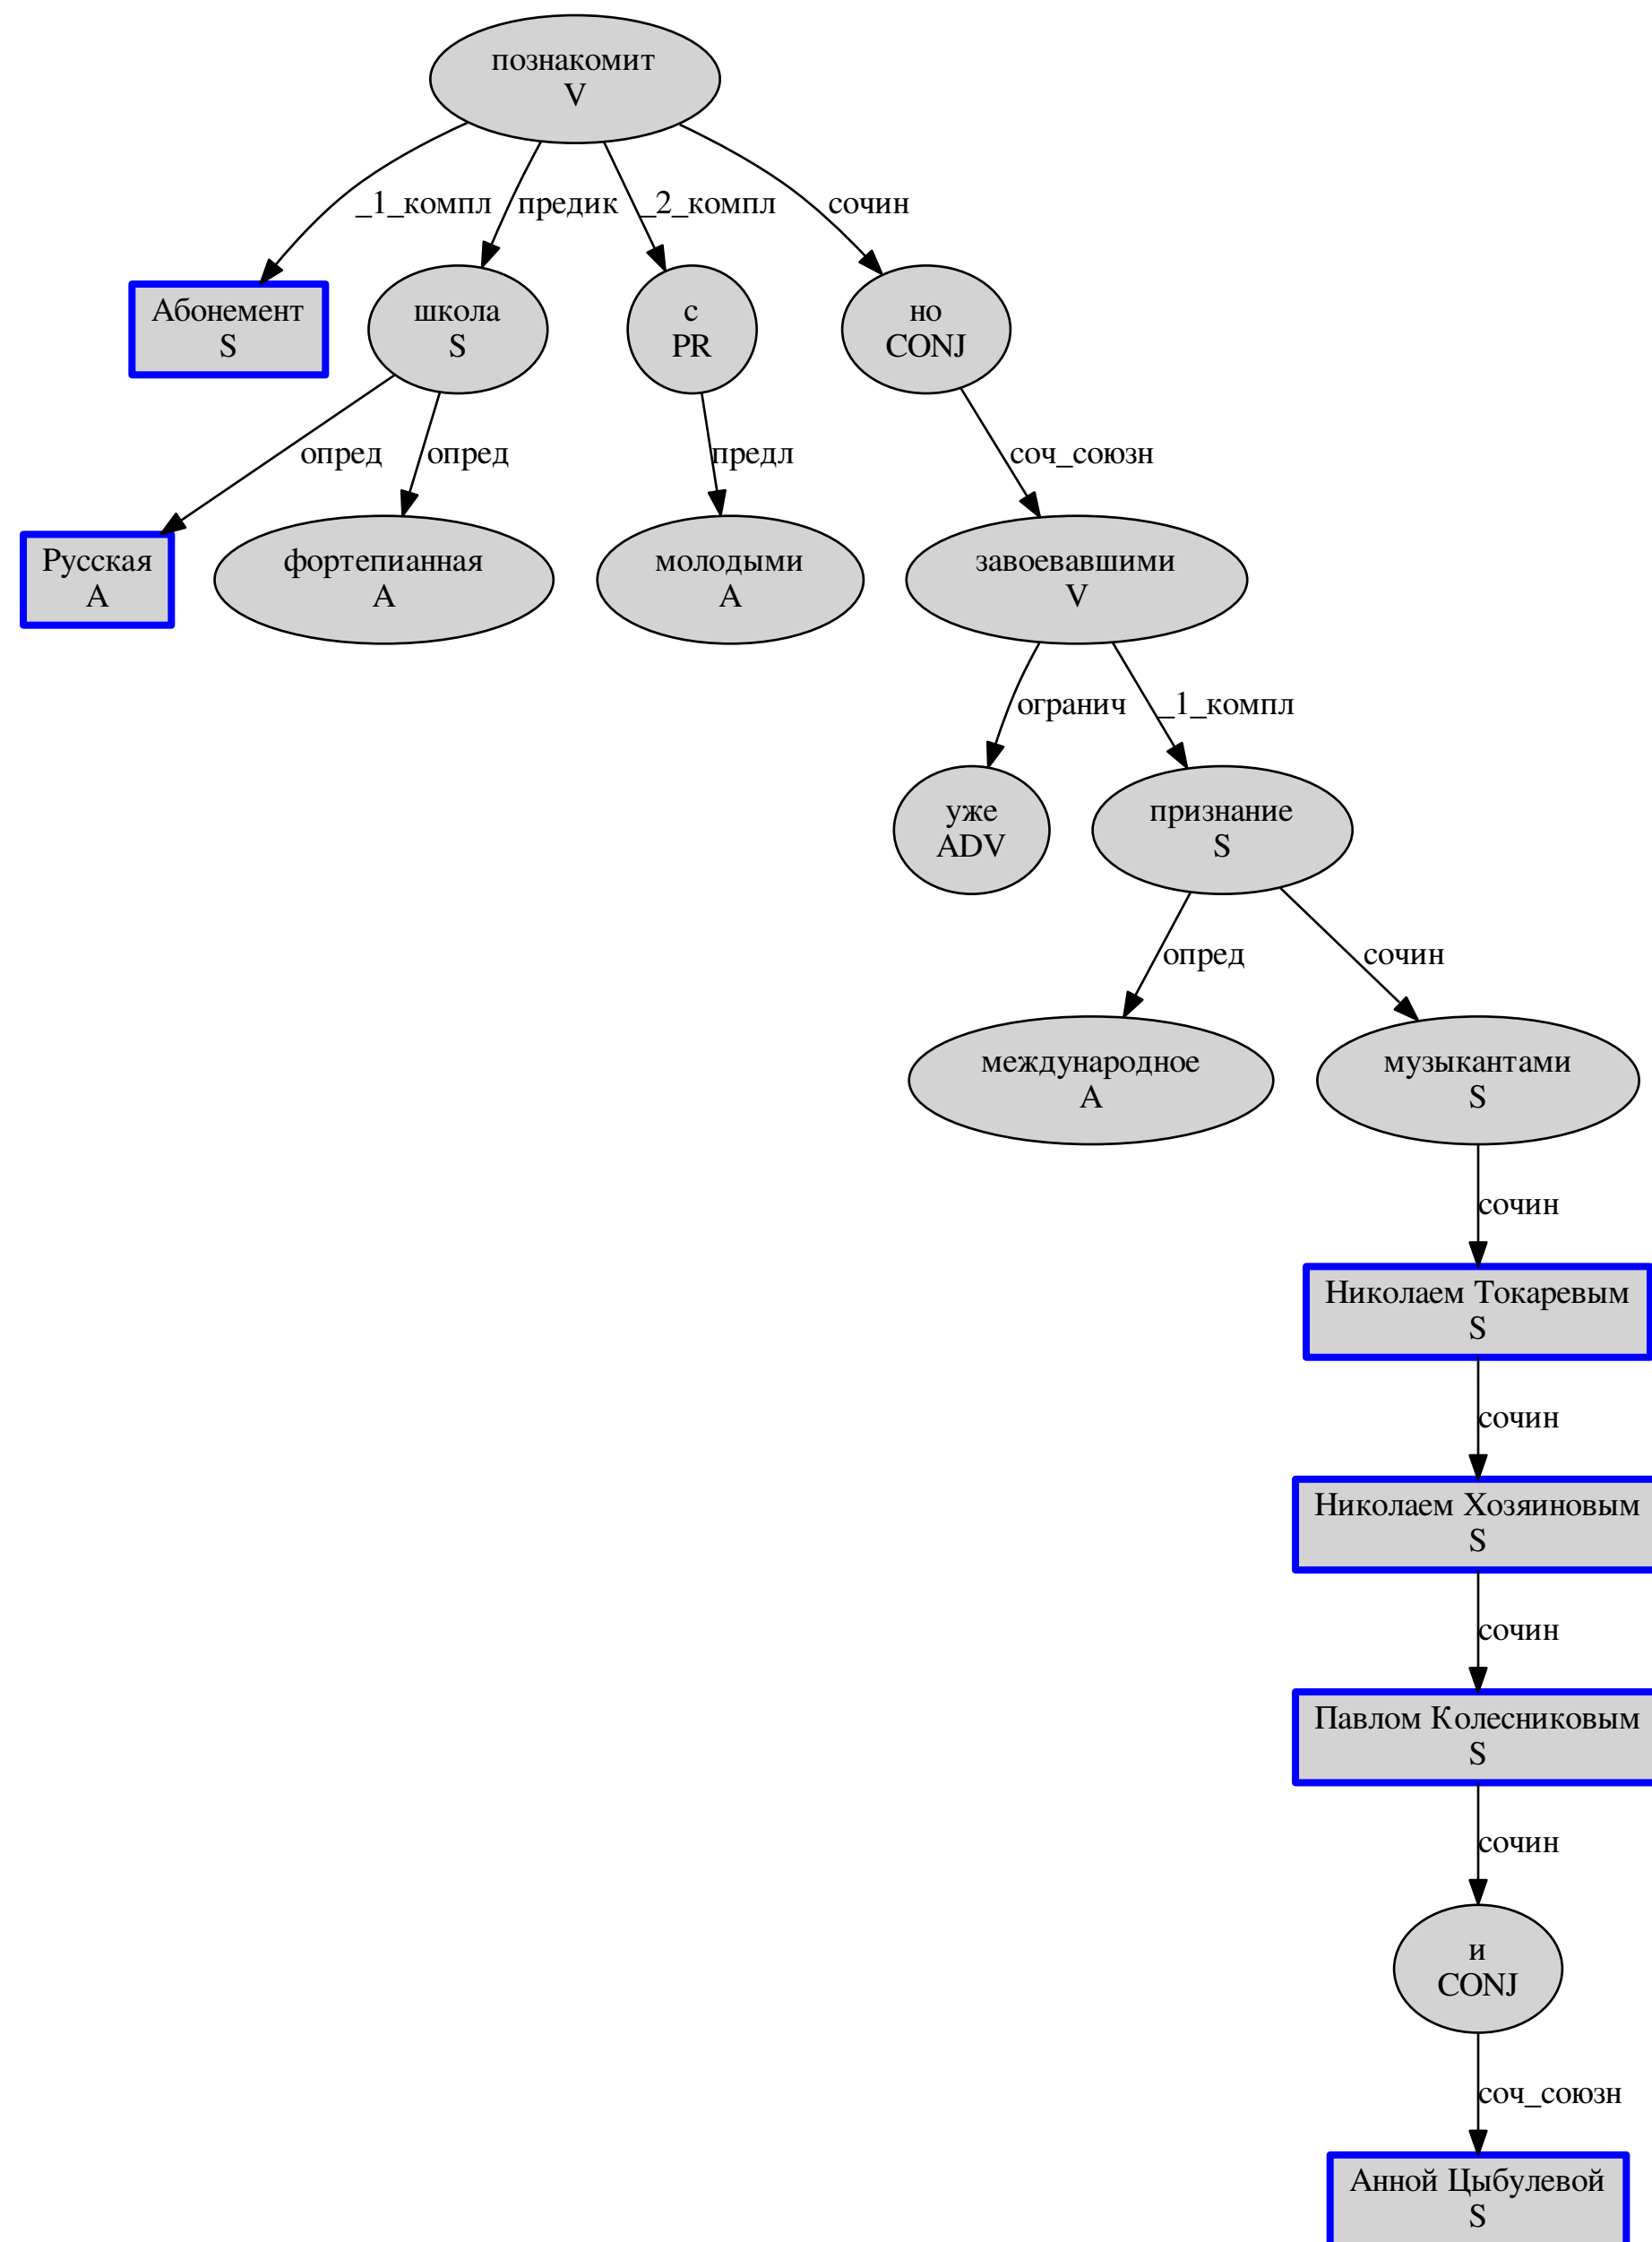 познакомит
V
_1_компл
предик
_2_компл
сочин
Абонемент
S
школа
S
с
PR
но
CONJ
опред
опред
предл
соч_союзн
Русская
A
фортепианная
A
молодыми
A
завоевавшими
V
огранич
_1_компл
уже
ADV
признание
S
опред
сочин
международное
A
музыкантами
S
сочин
Николаем Токаревым
S
сочин
Николаем Хозяиновым
S
сочин
Павлом Колесниковым
S
сочин
и
CONJ
соч_союзн
Анной Цыбулевой
S